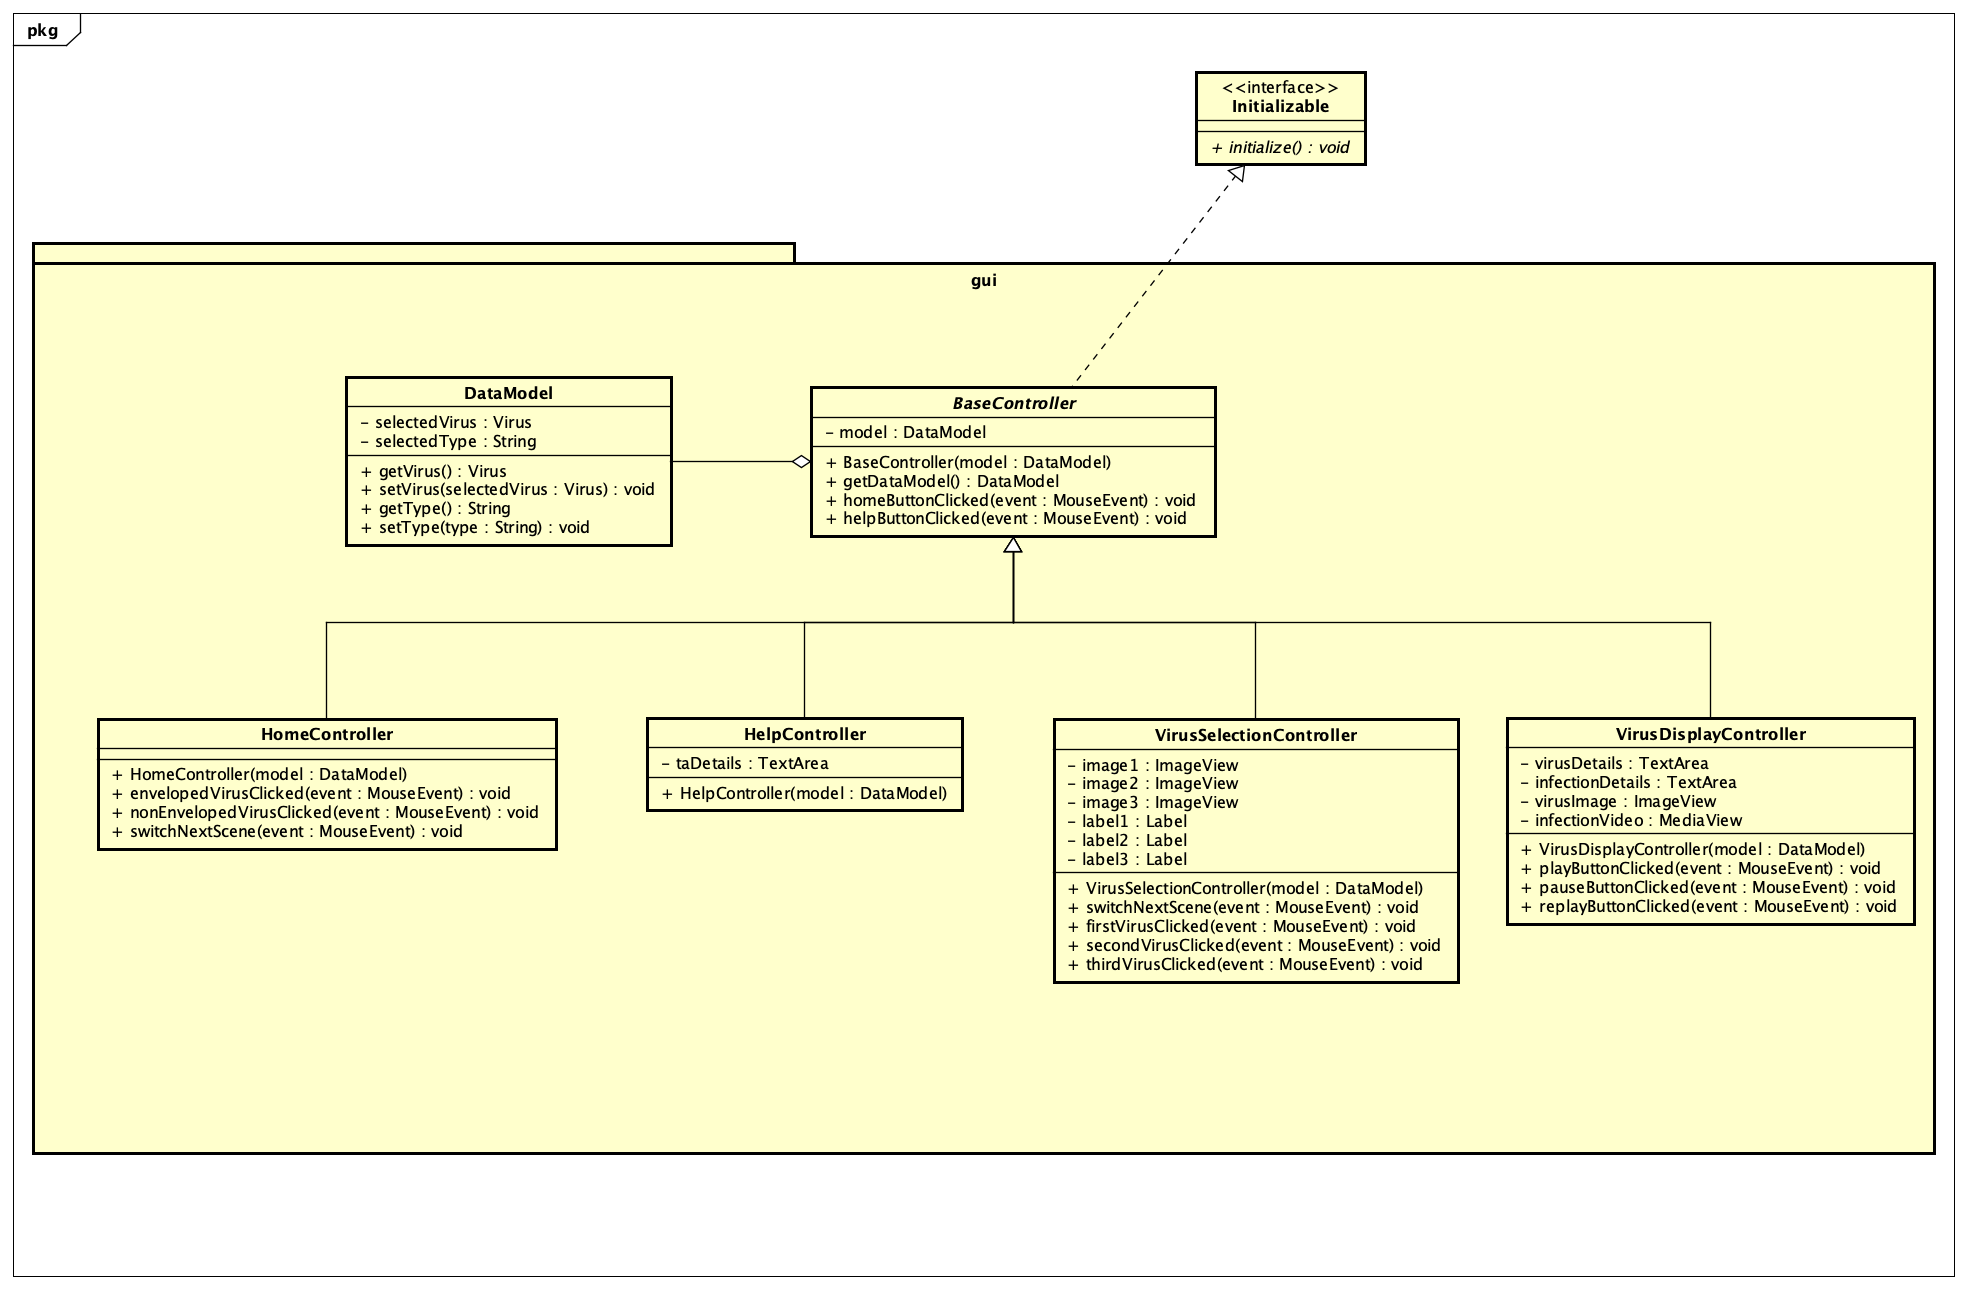 pkg
<<interface>>
Initializable
+ initialize() : void
gui
DataModel
– selectedVirus : Virus
– selectedType : String
+ getVirus() : Virus
+ setVirus(selectedVirus : Virus) : void
+ getType() : String
+ setType(type : String) : void
BaseController
– model : DataModel
+ BaseController(model : DataModel)
+ getDataModel() : DataModel
+ homeButtonClicked(event : MouseEvent) : void
+ helpButtonClicked(event : MouseEvent) : void
HomeController
+ HomeController(model : DataModel)
+ envelopedVirusClicked(event : MouseEvent) : void
+ nonEnvelopedVirusClicked(event : MouseEvent) : void
+ switchNextScene(event : MouseEvent) : void
HelpController
– taDetails : TextArea
+ HelpController(model : DataModel)
VirusSelectionController
– image1 : ImageView
– image2 : ImageView
– image3 : ImageView
– label1 : Label
– label2 : Label
– label3 : Label
+ VirusSelectionController(model : DataModel)
+ switchNextScene(event : MouseEvent) : void
+ firstVirusClicked(event : MouseEvent) : void
+ secondVirusClicked(event : MouseEvent) : void
+ thirdVirusClicked(event : MouseEvent) : void
VirusDisplayController
– virusDetails : TextArea
– infectionDetails : TextArea
– virusImage : ImageView
– infectionVideo : MediaView
+ VirusDisplayController(model : DataModel)
+ playButtonClicked(event : MouseEvent) : void
+ pauseButtonClicked(event : MouseEvent) : void
+ replayButtonClicked(event : MouseEvent) : void